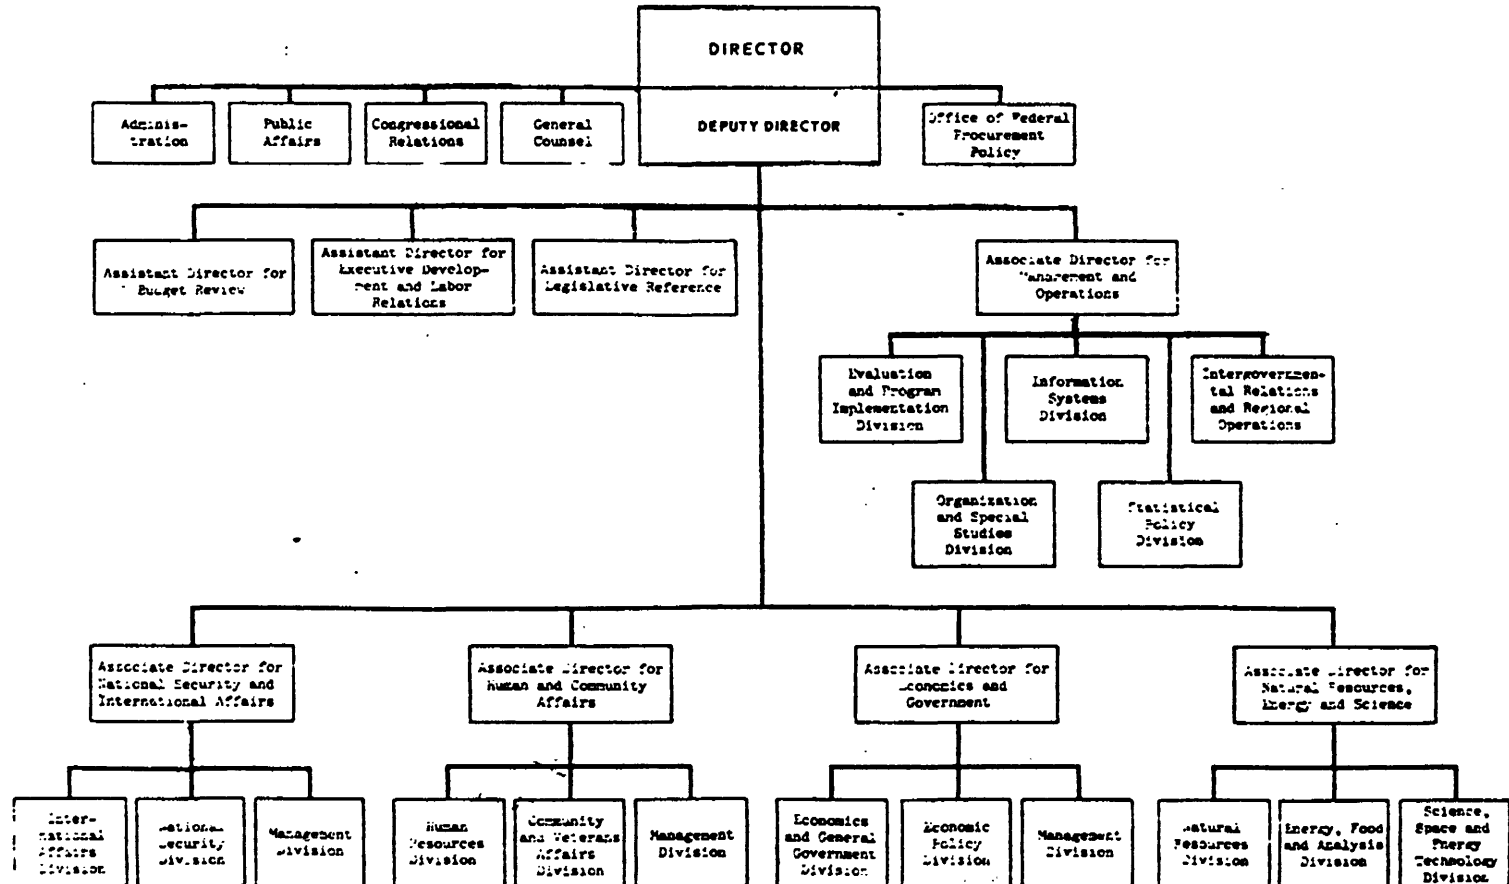 DIRECTOR
Adminis-
tration
Public
Affairs
Congressional
Relations
General
Counsel
DEPUTY DIRECTOR
Office of Federal
Procurement
Policy
Assistant Director for
Budget Review
Assistant Director for
Executive Develop-
ment and Labor
Relations
Assistant Director for
Legislative Reference
Associate Director for
Management and
Operations
Evaluation
and Program
Implementation
Division
Information
Systems
Division
Intergovernmen-
tal Relations
and Regional
Operations
Organization
and Special
Studies
Division
Statistical
Policy
Division
Associate Director for
National Security and
International Affairs
Associate Director for
Human and Community
Affairs
Associate Director for
Economics and
Government
Associate Director for
Natural Resources,
Energy and Science
Inter-
national
Affairs
Division
National
Security
Division
Management
Division
Human
Resources
Division
Community
and Veterans
Affairs
Division
Management
Division
Economics
and General
Government
Division
Economic
Policy
Division
Management
Division
Natural
Resources
Division
Energy, Food
and Analysis
Division
Science,
Space and
Energy
Technology
Division